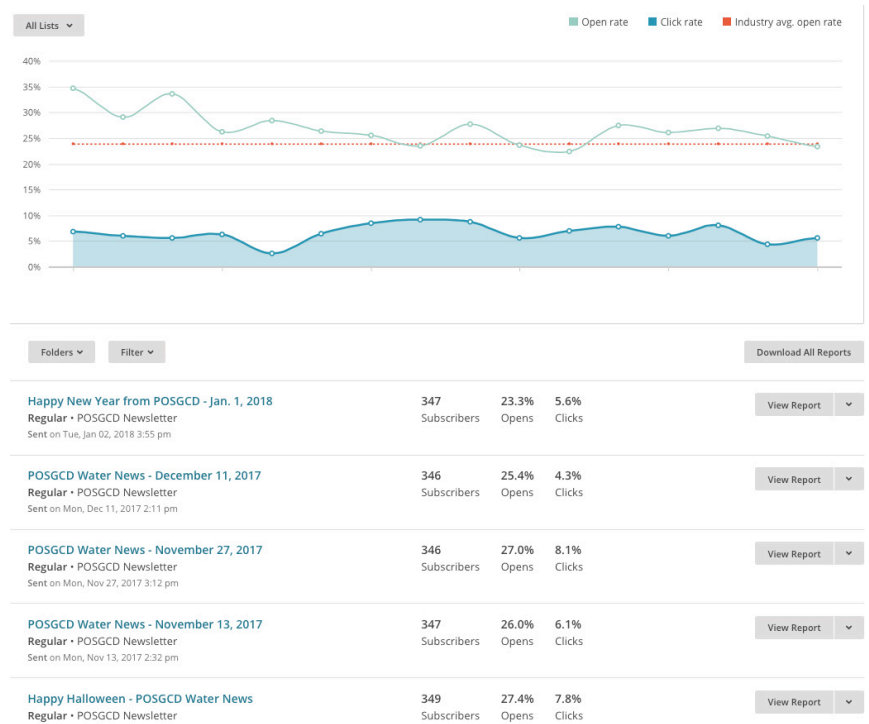 All Lists
Open rate Click rate Industry avg. open rate
40%
35%
30%
25%
20%
15%
10%
5%
0%
Folders Filter Download All Reports
Happy New Year from POSGCD - Jan. 1, 2018 347 23.3% 5.6% View Report
Regular • POSGCD Newsletter Subscribers Opens Clicks
Sent on Tue, Jan 02, 2018 3:55 pm
POSGCD Water News - December 11, 2017 346 25.4% 4.3% View Report
Regular • POSGCD Newsletter Subscribers Opens Clicks
Sent on Mon, Dec 11, 2017 2:11 pm
POSGCD Water News - November 27, 2017 346 27.0% 8.1% View Report
Regular • POSGCD Newsletter Subscribers Opens Clicks
Sent on Mon, Nov 27, 2017 3:12 pm
POSGCD Water News - November 13, 2017 347 26.0% 6.1% View Report
Regular • POSGCD Newsletter Subscribers Opens Clicks
Sent on Mon, Nov 13, 2017 2:32 pm
Happy Halloween - POSGCD Water News 349 27.4% 7.8% View Report
Regular • POSGCD Newsletter Subscribers Opens Clicks